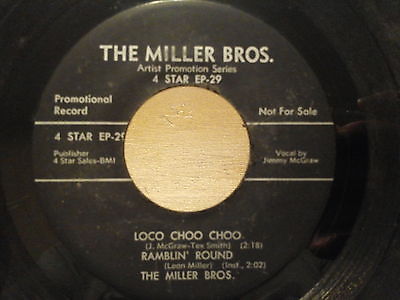 THE MILLER BROS.
Artist Promotion Series
4 STAR EP-29
Promotional Record
Not For Sale
4 STAR EP-29
Publisher
4 Star Sales-BMI
Vocal by
Jimmy McGraw
LOCO CHOO CHOO
(J. McGraw-Tex Smith) (2:18)
RAMBLIN' ROUND
(Leon Miller) (Inst., 2:02)
THE MILLER BROS.